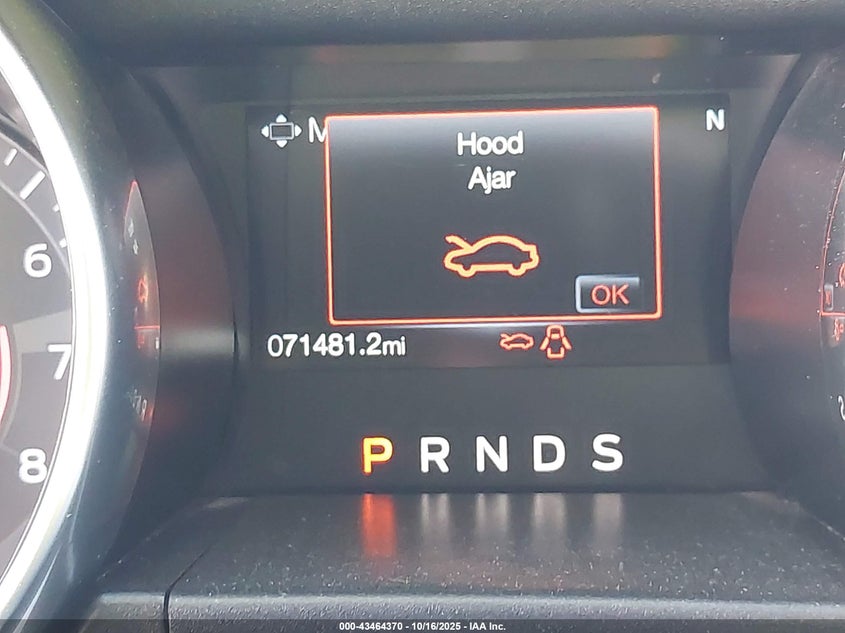 M
N
Hood
Ajar
OK
071481.2mi
6
7
8
P R N D S
000-43464370 - 10/16/2025 - IAA Inc.